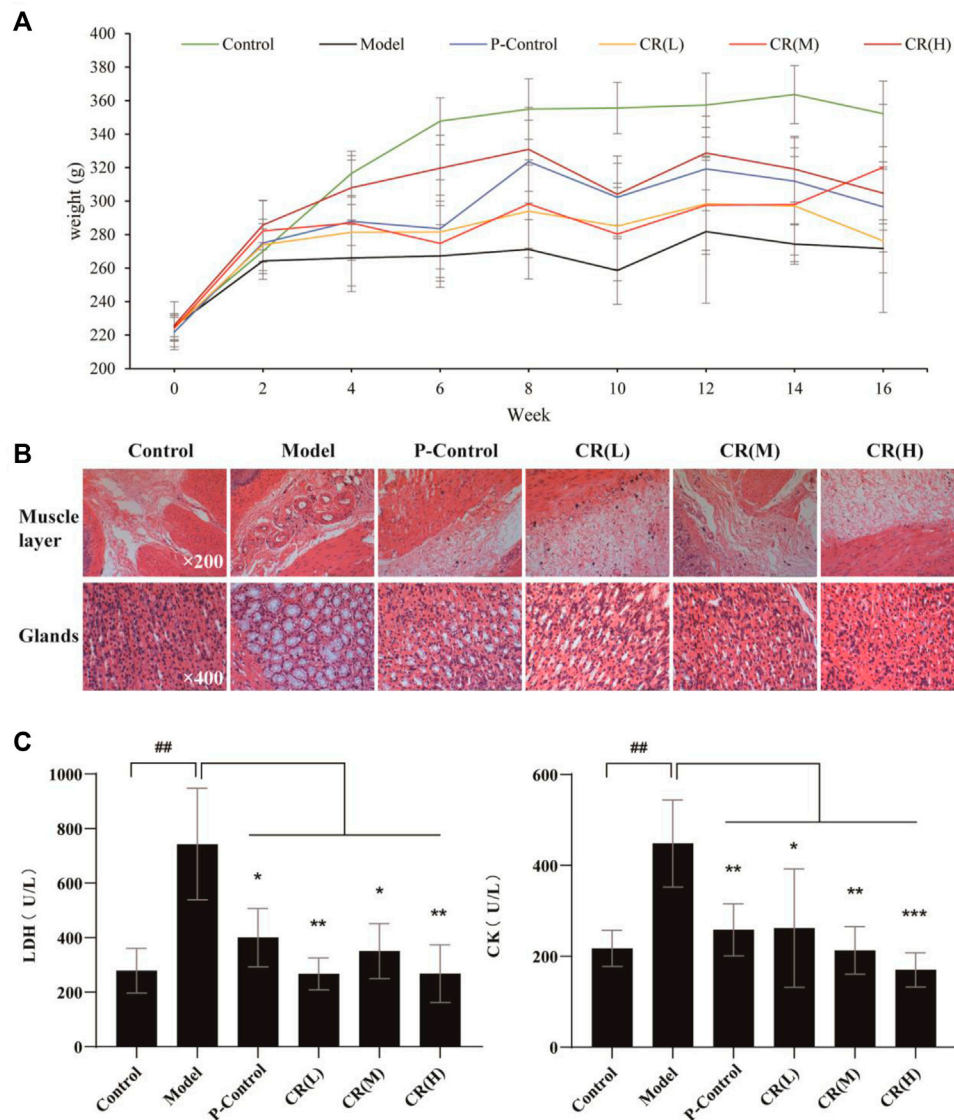 A
Control Model P-Control CR(L) CR(M) CR(H)
400
380
360
340
320
300
280
260
240
220
200
weight (g)
0 2 4 6 8 10 12 14 16
Week
B
Control Model P-Control CR(L) CR(M) CR(H)
Muscle
layer
×200
Glands
×400
C
##
1000
800
600
400
200
0
LDH( U/L)
* ** * **
Control Model P-Control CR(L) CR(M) CR(H)
##
600
400
200
0
CK( U/L)
** * ** ***
Control Model P-Control CR(L) CR(M) CR(H)